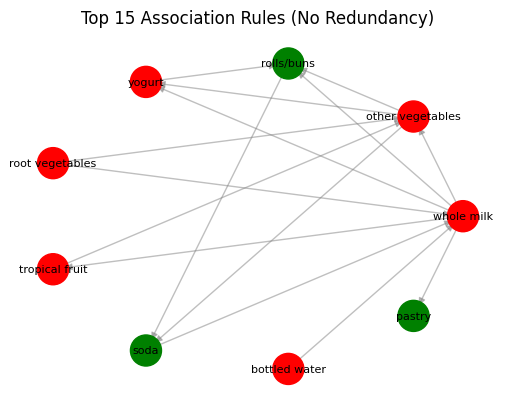 Top 15 Association Rules (No Redundancy)
rolls/buns
yogurt
other vegetables
root vegetables
whole milk
tropical fruit
pastry
soda
bottled water